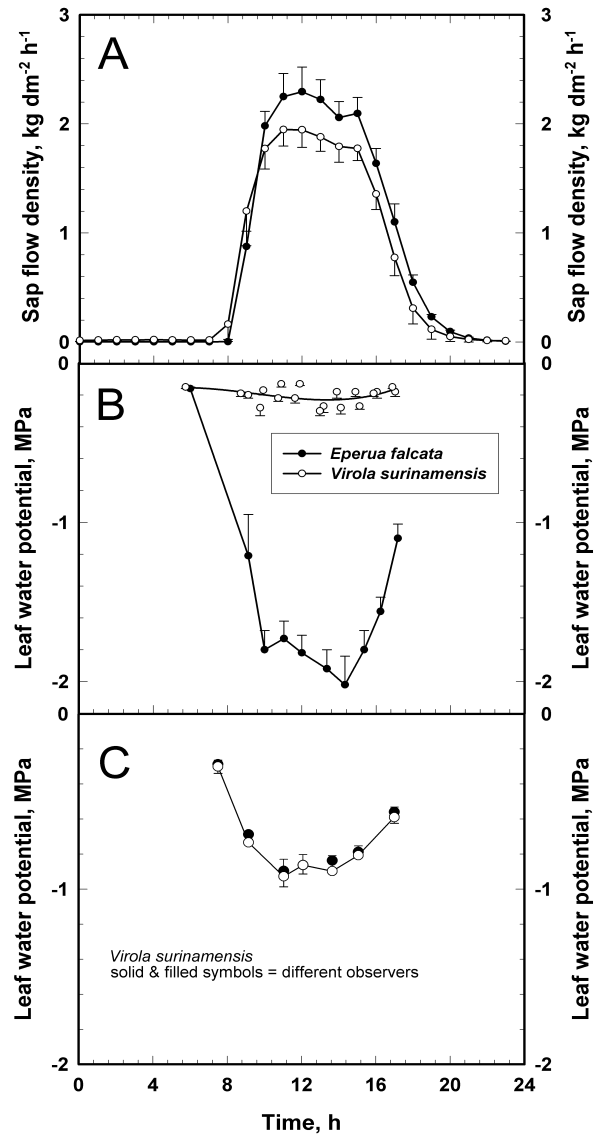 3
3
A
2
2
1
1
0
0
Sap flow density, kg dm-2 h-1
Sap flow density, kg dm-2 h-1
0
0
B
Eperua falcata
Virola surinamensis
-1
-1
-2
-2
Leaf water potential, MPa
Leaf water potential, MPa
0
0
C
-1
-1
Virola surinamensis
solid & filled symbols = different observers
-2
-2
Leaf water potential, MPa
Leaf water potential, MPa
0 4 8 12 16 20 24
Time, h